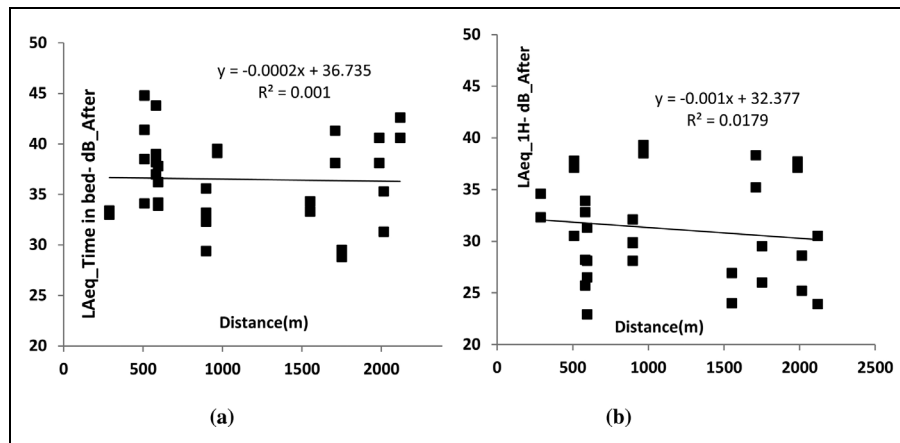 50
45
40
35
30
25
20
LAeq_Time in bed- dB_After
y = -0.0002x + 36.735
R² = 0.001
Distance(m)
0 500 1000 1500 2000
(a)
50
45
40
35
30
25
20
LAeq_1H- dB_After
y = -0.001x + 32.377
R² = 0.0179
Distance(m)
0 500 1000 1500 2000 2500
(b)